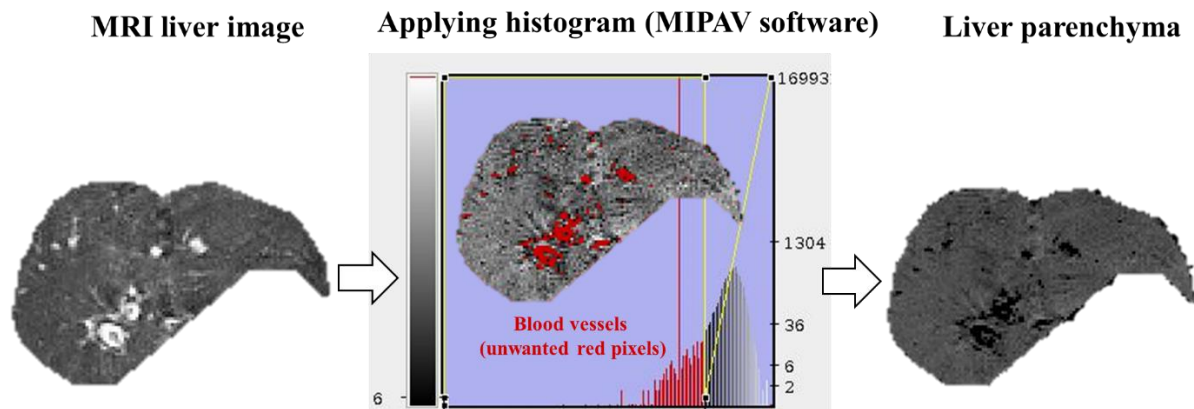 MRI liver image
Applying histogram (MIPAV software)
Liver parenchyma
16993
1304
36
6
2
6
Blood vessels
(unwanted red pixels)